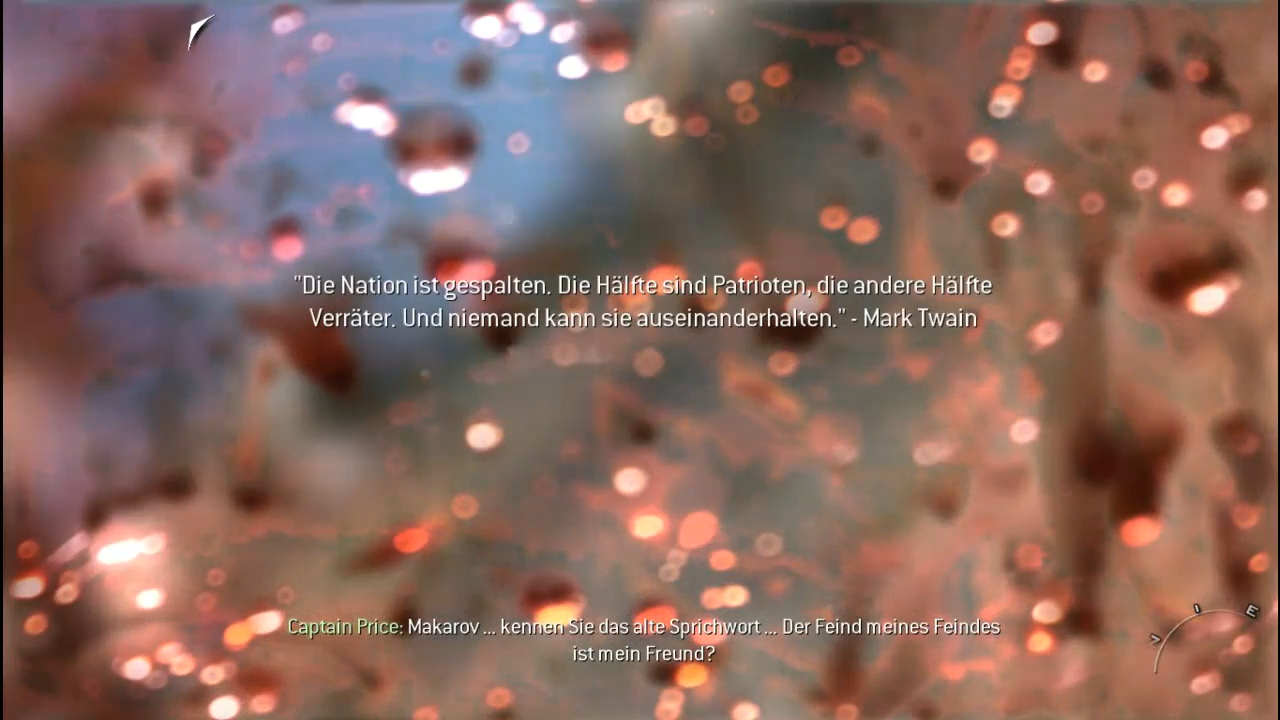 "Die Nation ist gespalten. Die Hälfte sind Patrioten, die andere Hälfte
Verräter. Und niemand kann sie auseinanderhalten." - Mark Twain
Captain Price: Makarov ... kennen Sie das alte Sprichwort ... Der Feind meines Feindes
ist mein Freund?
E